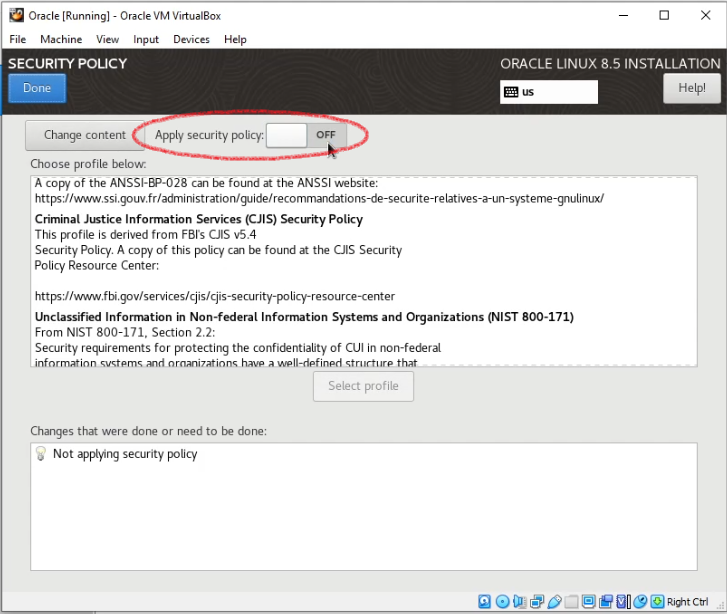 Oracle [Running] - Oracle VM VirtualBox
File Machine View Input Devices Help
SECURITY POLICY
ORACLE LINUX 8.5 INSTALLATION
Done
us
Help!
Change content
Apply security policy:
OFF
Choose profile below:
A copy of the ANSSI-BP-028 can be found at the ANSSI website:
https://www.ssi.gouv.fr/administration/guide/recommandations-de-securite-relatives-a-un-systeme-gnulinux/
Criminal Justice Information Services (CJIS) Security Policy
This profile is derived from FBI's CJIS v5.4
Security Policy. A copy of this policy can be found at the CJIS Security
Policy Resource Center:
https://www.fbi.gov/services/cjis/cjis-security-policy-resource-center
Unclassified Information in Non-federal Information Systems and Organizations (NIST 800-171)
From NIST 800-171, Section 2.2:
Security requirements for protecting the confidentiality of CUI in non-federal
information systems and organizations have a well-defined structure that
Select profile
Changes that were done or need to be done:
Not applying security policy
Right Ctrl